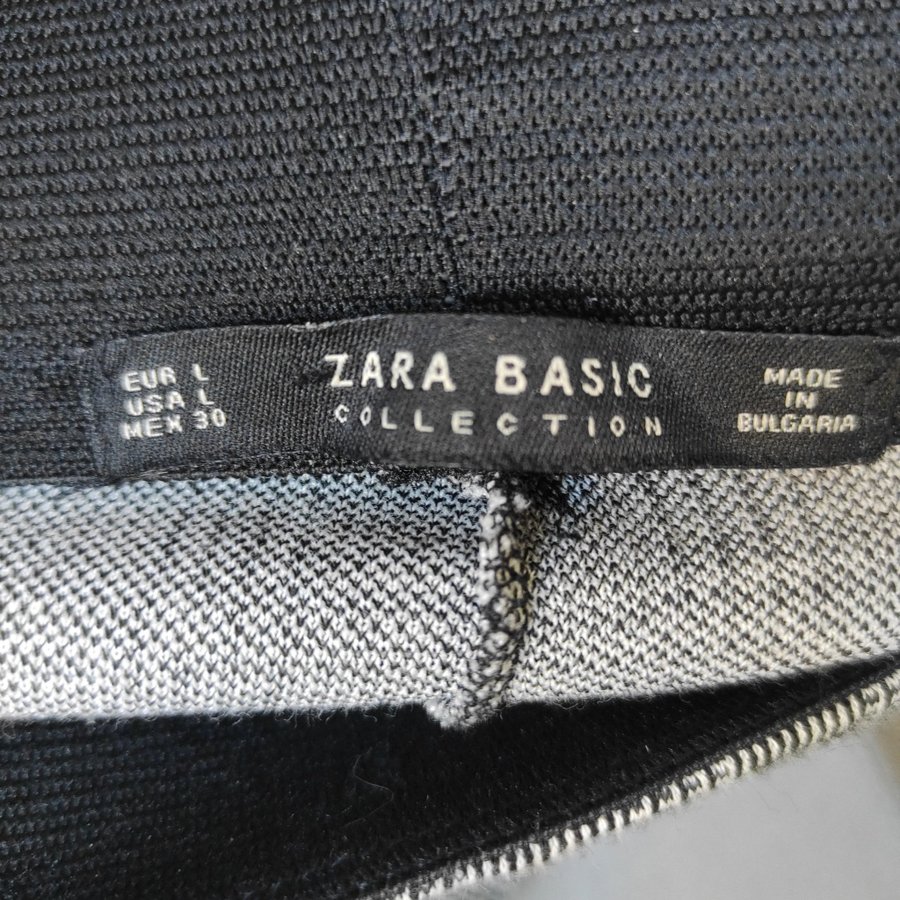 EUR L
USA L
MEX 30
ZARA BASIC
COLLECTION
MADE
IN
BULGARIA